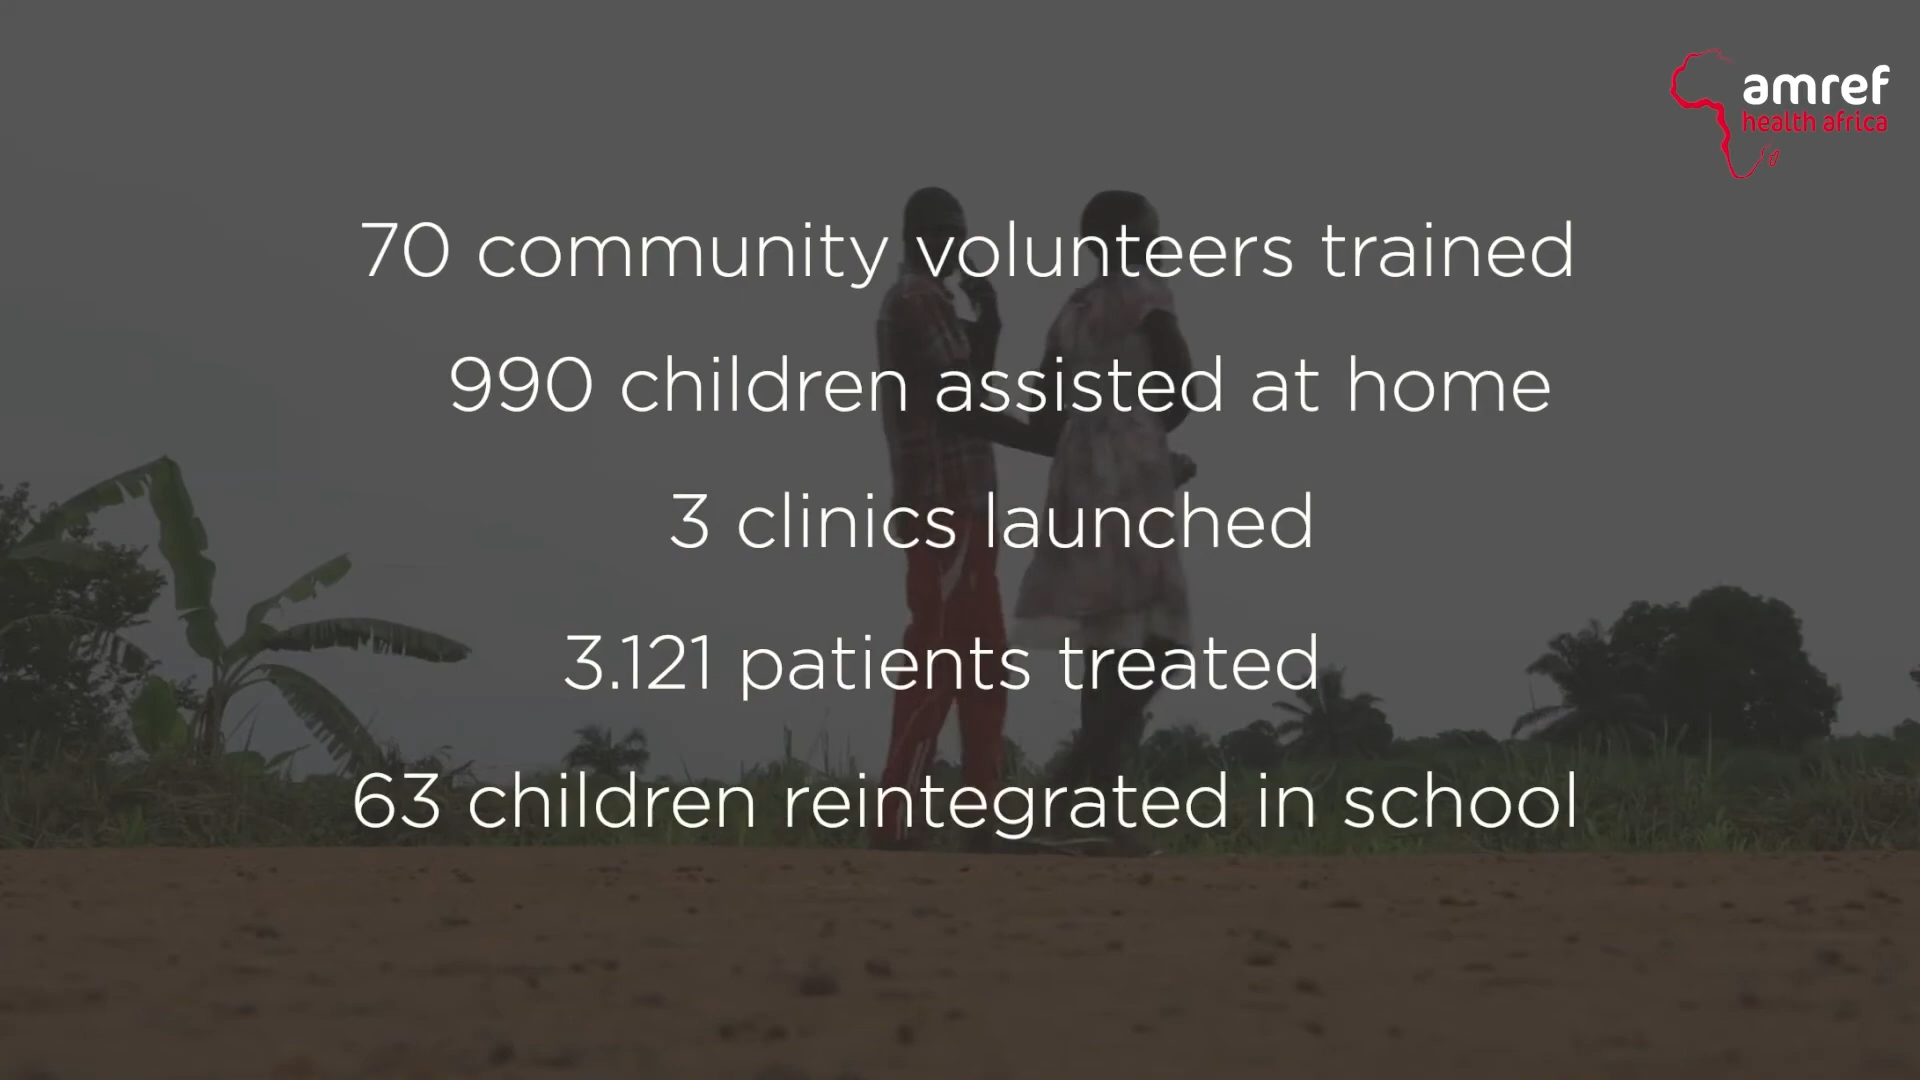 amref
health africa
70 community volunteers trained
990 children assisted at home
3 clinics launched
3.121 patients treated
63 children reintegrated in school